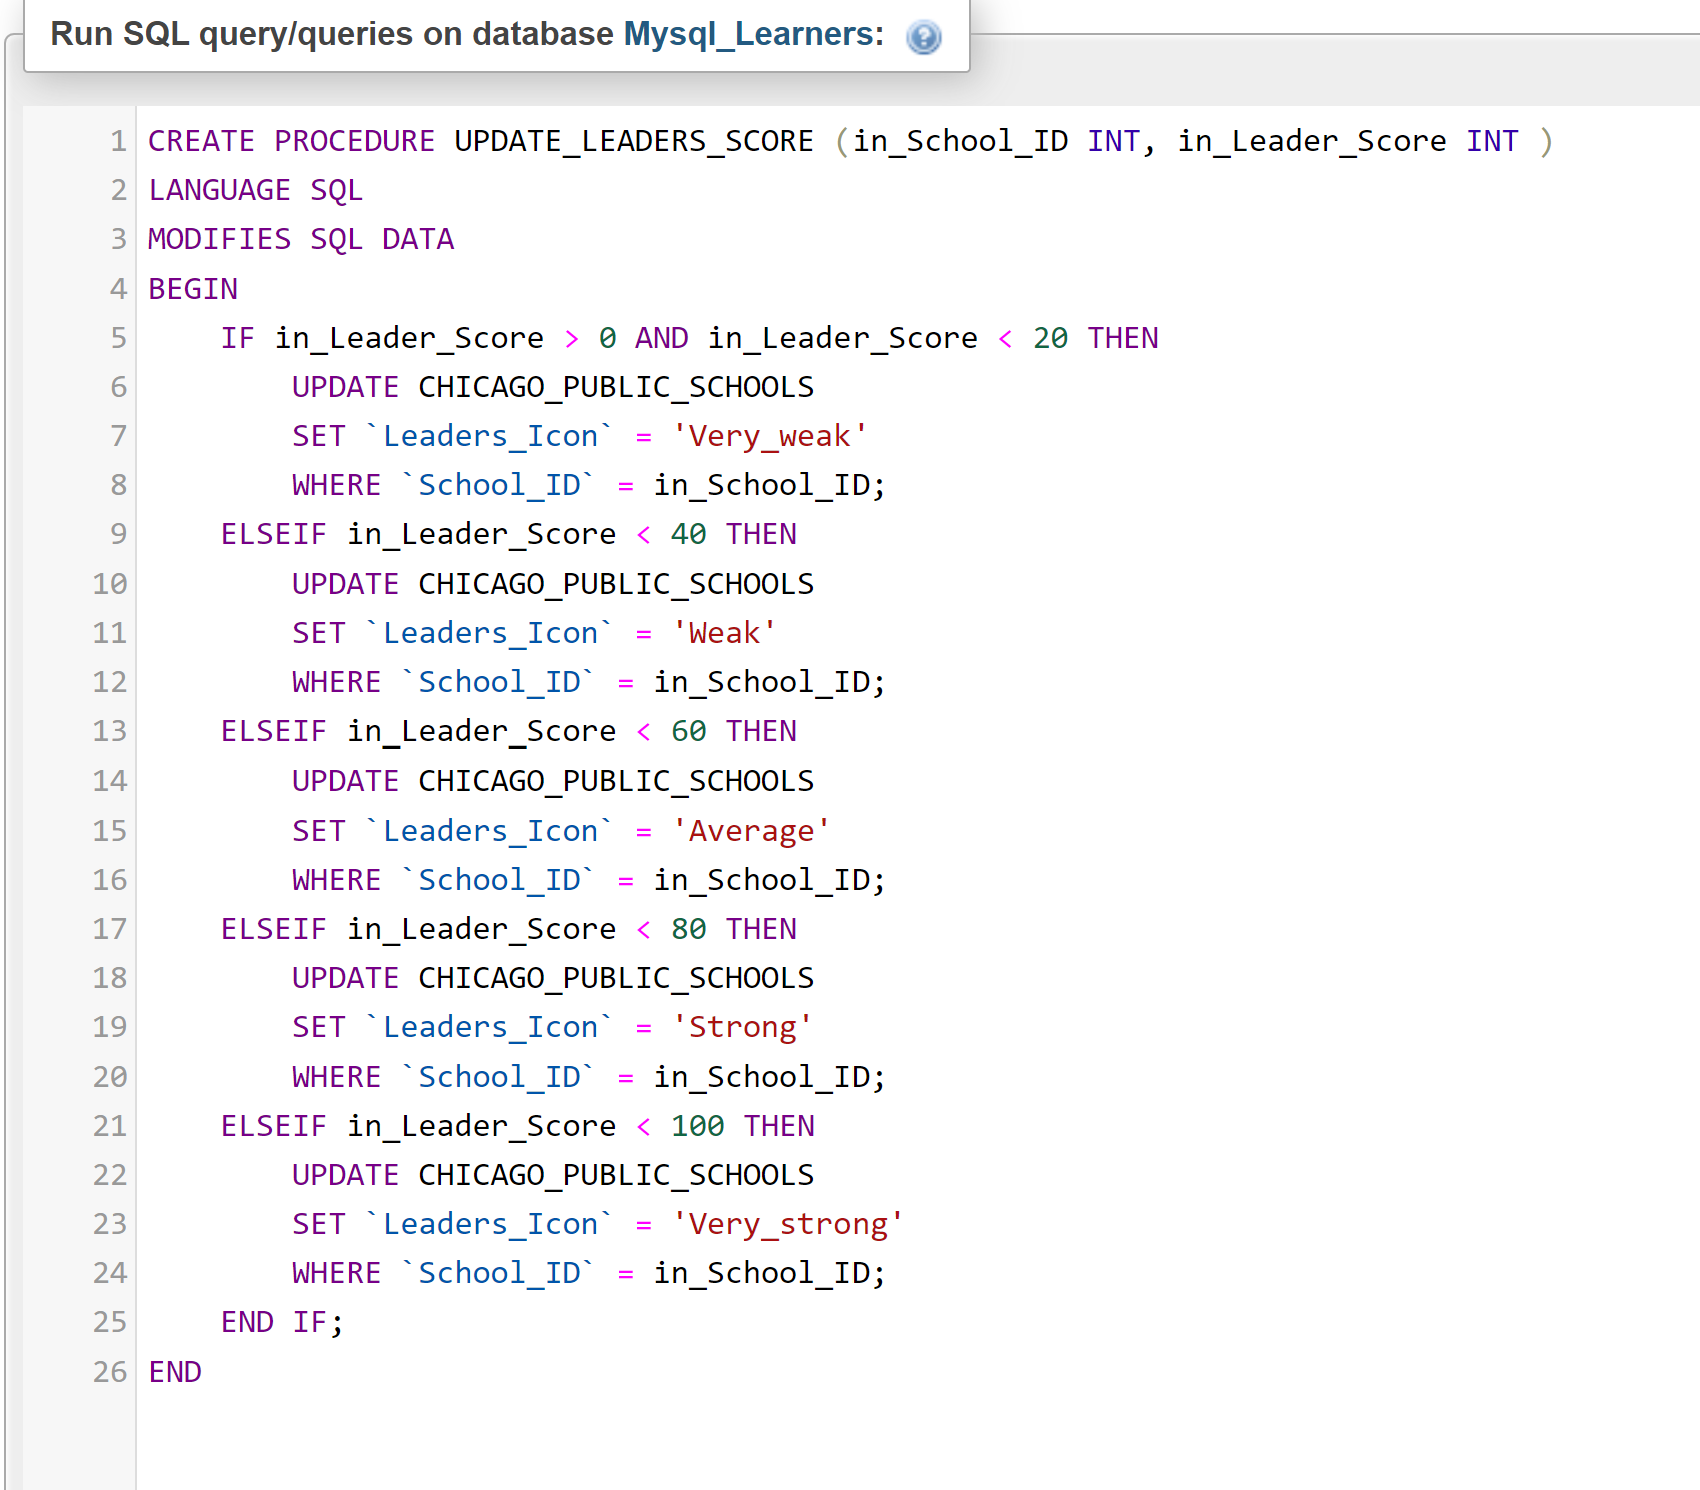 Run SQL query/queries on database Mysql_Learners:
1 CREATE PROCEDURE UPDATE_LEADERS_SCORE (in_School_ID INT, in_Leader_Score INT )
2 LANGUAGE SQL
3 MODIFIES SQL DATA
4 BEGIN
5     IF in_Leader_Score > 0 AND in_Leader_Score < 20 THEN
6         UPDATE CHICAGO_PUBLIC_SCHOOLS
7         SET `Leaders_Icon` = 'Very_weak'
8         WHERE `School_ID` = in_School_ID;
9     ELSEIF in_Leader_Score < 40 THEN
10         UPDATE CHICAGO_PUBLIC_SCHOOLS
11         SET `Leaders_Icon` = 'Weak'
12         WHERE `School_ID` = in_School_ID;
13     ELSEIF in_Leader_Score < 60 THEN
14         UPDATE CHICAGO_PUBLIC_SCHOOLS
15         SET `Leaders_Icon` = 'Average'
16         WHERE `School_ID` = in_School_ID;
17     ELSEIF in_Leader_Score < 80 THEN
18         UPDATE CHICAGO_PUBLIC_SCHOOLS
19         SET `Leaders_Icon` = 'Strong'
20         WHERE `School_ID` = in_School_ID;
21     ELSEIF in_Leader_Score < 100 THEN
22         UPDATE CHICAGO_PUBLIC_SCHOOLS
23         SET `Leaders_Icon` = 'Very_strong'
24         WHERE `School_ID` = in_School_ID;
25     END IF;
26 END